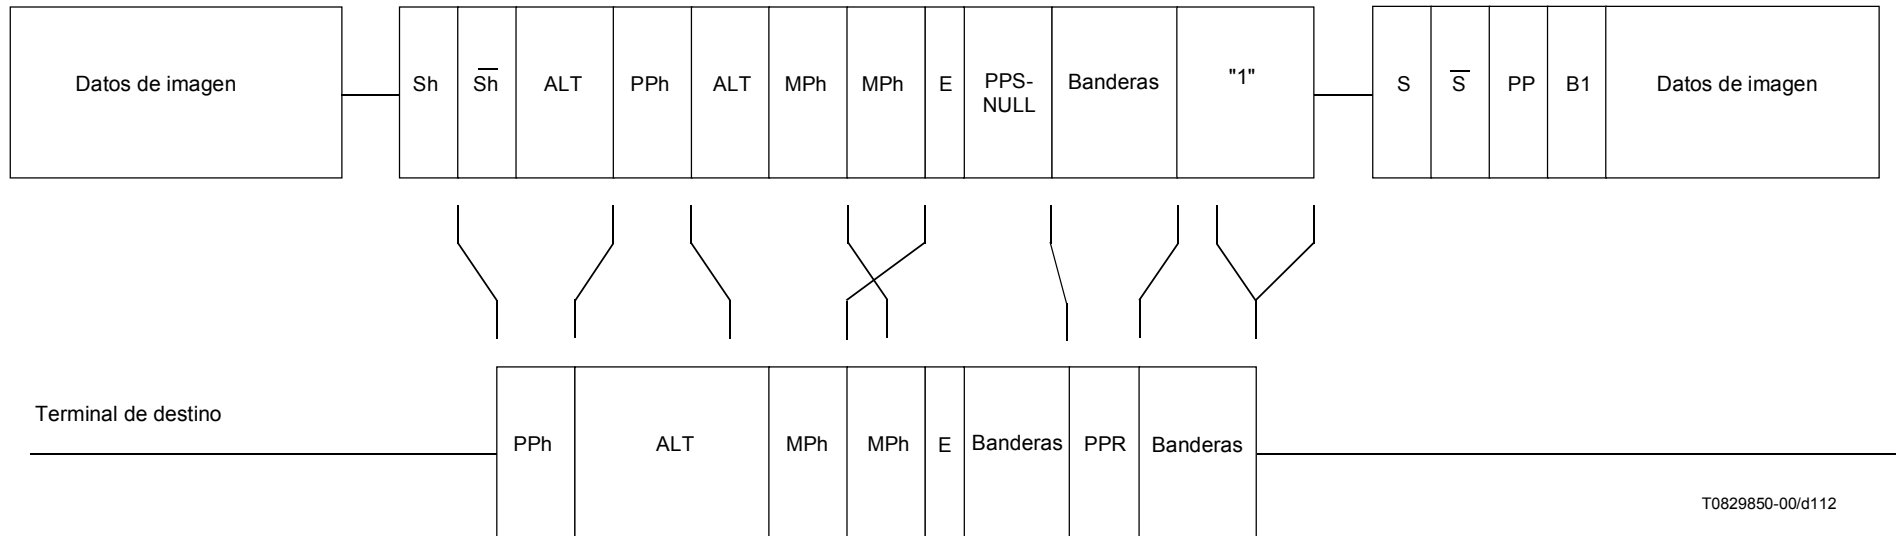 Datos de imagen
Sh S̅h̅ ALT PPh ALT MPh MPh E PPS-NULL Banderas "1"
S S̅ PP B1 Datos de imagen
Terminal de destino
PPh ALT MPh MPh E Banderas PPR Banderas
T0829850-00/d112